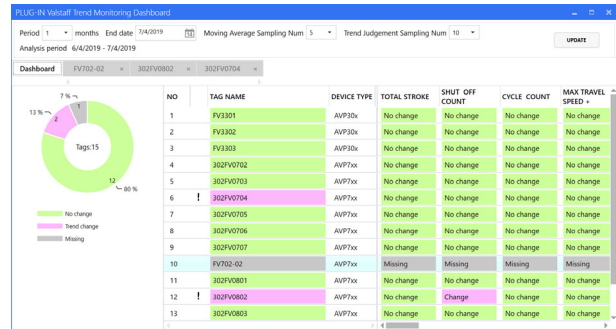 PLUG-IN Valstaff Trend Monitoring Dashboard
Period 1 months End date 7/4/2019 Moving Average Sampling Num 5 Trend Judgement Sampling Num 10 UPDATE
Analysis period 6/4/2019 - 7/4/2019
Dashboard FV702-02 × 302FV0802 × 302FV0704 ×
7 %
1
13 %
2
Tags:15
12
80 %
No change
Trend change
Missing
NO TAG NAME DEVICE TYPE TOTAL STROKE SHUT OFF COUNT CYCLE COUNT MAX TRAVEL SPEED +
1 FV3301 AVP30x No change No change No change No change
2 FV3302 AVP30x No change No change No change No change
3 FV3303 AVP30x No change No change No change No change
4 302FV0702 AVP7xx No change No change No change No change
5 302FV0703 AVP7xx No change No change No change No change
6 ! 302FV0704 AVP7xx No change No change No change No change
7 302FV0705 AVP7xx No change No change No change No change
8 302FV0706 AVP7xx No change No change No change No change
9 302FV0707 AVP7xx No change No change No change No change
10 FV702-02 AVP7xx Missing Missing Missing Missing
11 302FV0801 AVP7xx No change No change No change No change
12 ! 302FV0802 AVP7xx No change Change No change No change
13 302FV0803 AVP7xx No change No change No change No change